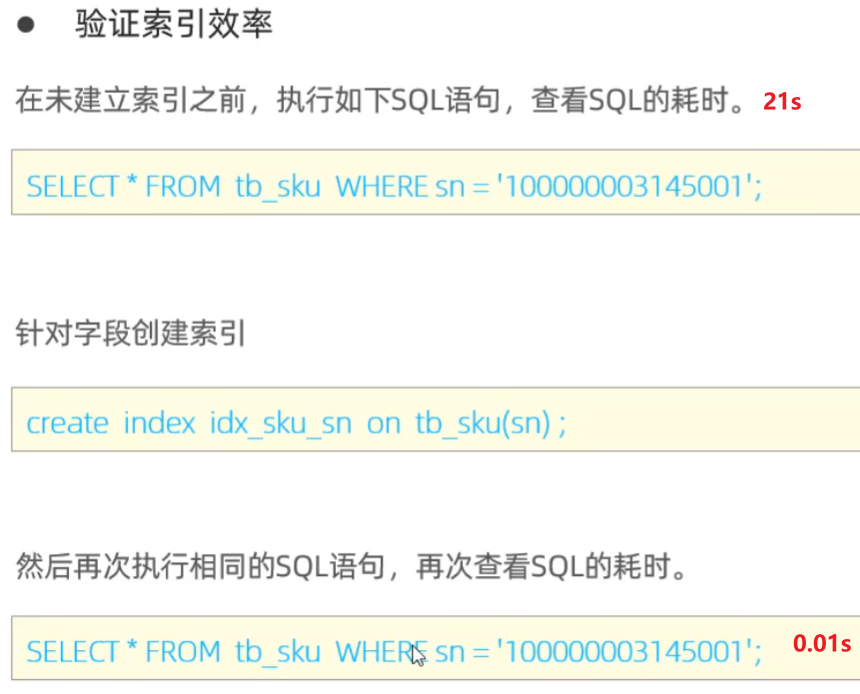 ● 验证索引效率
在未建立索引之前，执行如下SQL语句，查看SQL的耗时。 21s
SELECT * FROM tb_sku WHERE sn = '100000003145001';
针对字段创建索引
create index idx_sku_sn on tb_sku(sn) ;
然后再次执行相同的SQL语句，再次查看SQL的耗时。
SELECT * FROM tb_sku WHERE sn = '100000003145001'; 0.01s